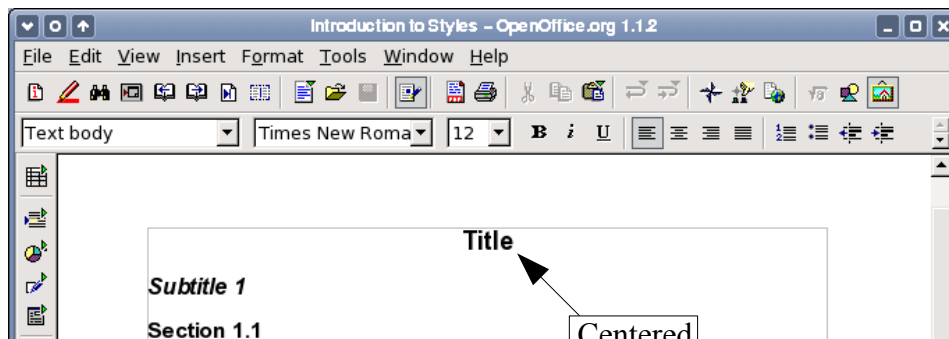 Introduction to Styles – OpenOffice.org 1.1.2
File Edit View Insert Format Tools Window Help
Text body Times New Roma 12 B i U
Title
Subtitle 1
Section 1.1
Centered